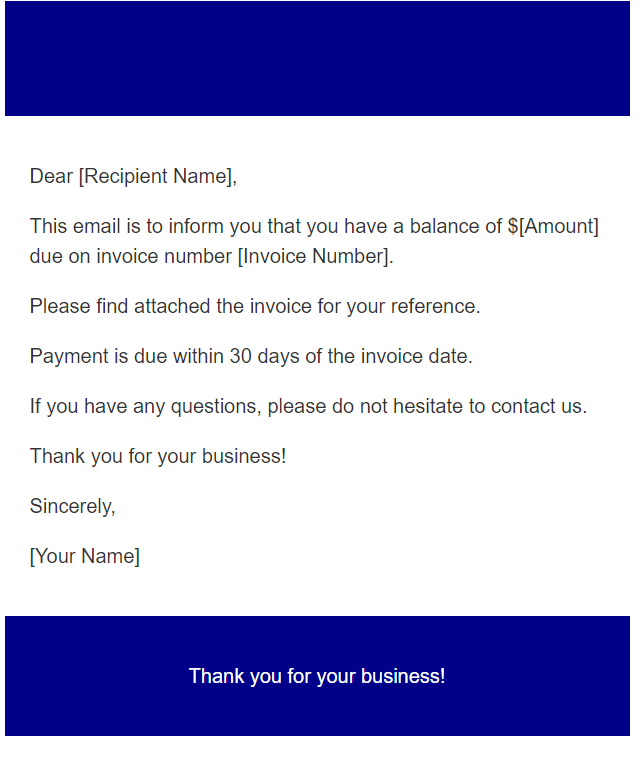 Dear [Recipient Name],
This email is to inform you that you have a balance of $[Amount]
due on invoice number [Invoice Number].
Please find attached the invoice for your reference.
Payment is due within 30 days of the invoice date.
If you have any questions, please do not hesitate to contact us.
Thank you for your business!
Sincerely,
[Your Name]
Thank you for your business!